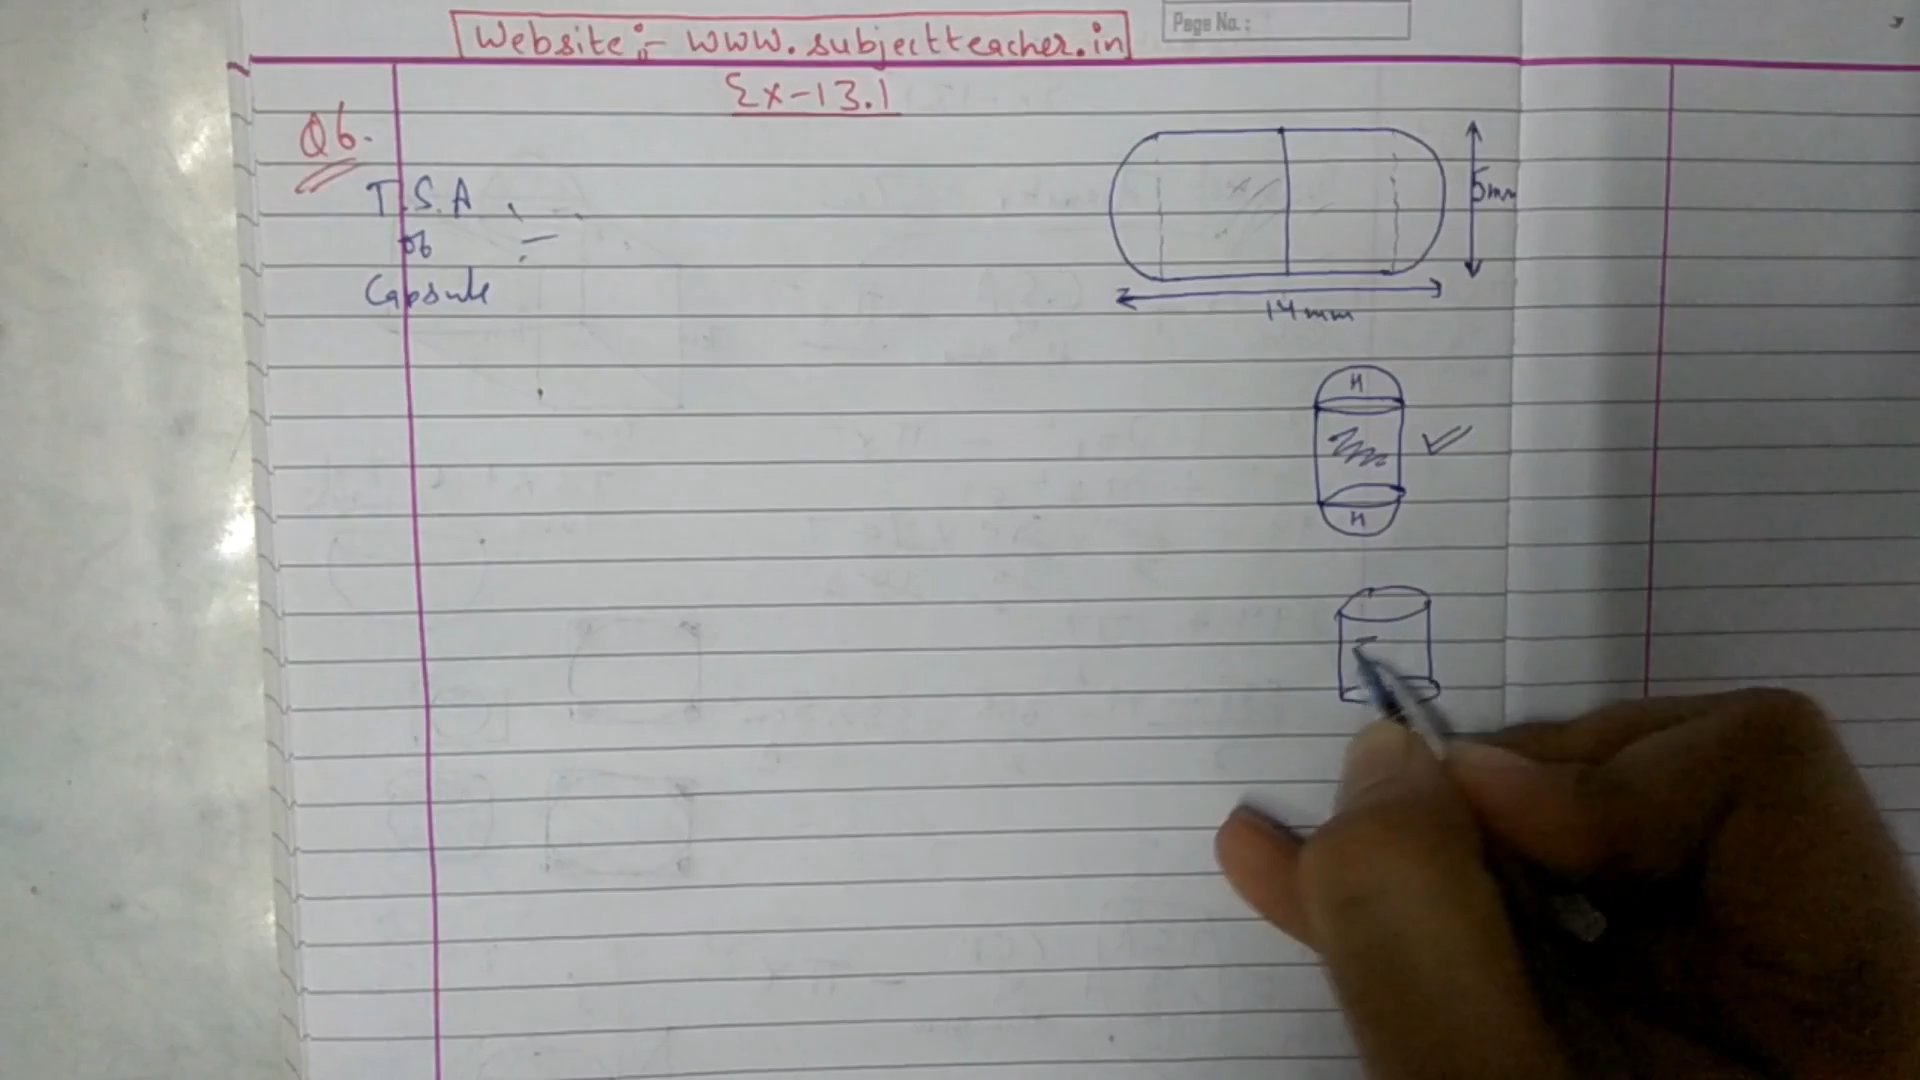 Website :- www.subjectteacher.in
Page No. :
Ex-13.1
Q6.
T.S.A
of
Capsule
=
5mm
14mm
H
H